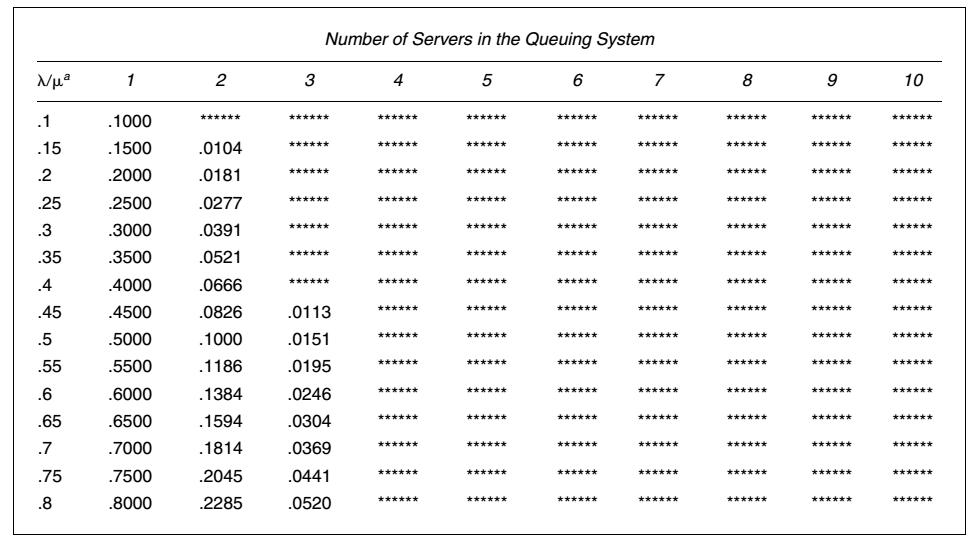 Number of Servers in the Queuing System
λ/μᵃ 1 2 3 4 5 6 7 8 9 10
.1 .1000 ****** ****** ****** ****** ****** ****** ****** ****** ******
.15 .1500 .0104 ****** ****** ****** ****** ****** ****** ****** ******
.2 .2000 .0181 ****** ****** ****** ****** ****** ****** ****** ******
.25 .2500 .0277 ****** ****** ****** ****** ****** ****** ****** ******
.3 .3000 .0391 ****** ****** ****** ****** ****** ****** ****** ******
.35 .3500 .0521 ****** ****** ****** ****** ****** ****** ****** ******
.4 .4000 .0666 ****** ****** ****** ****** ****** ****** ****** ******
.45 .4500 .0826 .0113 ****** ****** ****** ****** ****** ****** ******
.5 .5000 .1000 .0151 ****** ****** ****** ****** ****** ****** ******
.55 .5500 .1186 .0195 ****** ****** ****** ****** ****** ****** ******
.6 .6000 .1384 .0246 ****** ****** ****** ****** ****** ****** ******
.65 .6500 .1594 .0304 ****** ****** ****** ****** ****** ****** ******
.7 .7000 .1814 .0369 ****** ****** ****** ****** ****** ****** ******
.75 .7500 .2045 .0441 ****** ****** ****** ****** ****** ****** ******
.8 .8000 .2285 .0520 ****** ****** ****** ****** ****** ****** ******